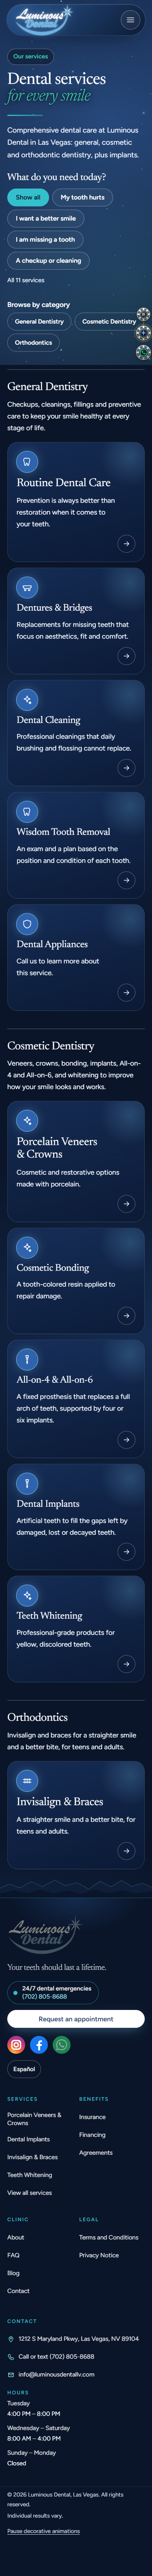 Luminous
Dental
Our services
Dental services
for every smile
Comprehensive dental care at Luminous
Dental in Las Vegas: general, cosmetic
and orthodontic dentistry, plus implants.
What do you need today?
Show all
My tooth hurts
I want a better smile
I am missing a tooth
A checkup or cleaning
All 11 services
Browse by category
General Dentistry
Cosmetic Dentistry
Orthodontics
General Dentistry
Checkups, cleanings, fillings and preventive
care to keep your smile healthy at every
stage of life.
Routine Dental Care
Prevention is always better than
restoration when it comes to
your teeth.
Dentures & Bridges
Replacements for missing teeth that
focus on aesthetics, fit and comfort.
Dental Cleaning
Professional cleanings that daily
brushing and flossing cannot replace.
Wisdom Tooth Removal
An exam and a plan based on the
position and condition of each tooth.
Dental Appliances
Call us to learn more about
this service.
Cosmetic Dentistry
Veneers, crowns, bonding, implants, All-on-
4 and All-on-6, and whitening to improve
how your smile looks and works.
Porcelain Veneers
& Crowns
Cosmetic and restorative options
made with porcelain.
Cosmetic Bonding
A tooth-colored resin applied to
repair damage.
All-on-4 & All-on-6
A fixed prosthesis that replaces a full
arch of teeth, supported by four or
six implants.
Dental Implants
Artificial teeth to fill the gaps left by
damaged, lost or decayed teeth.
Teeth Whitening
Professional-grade products for
yellow, discolored teeth.
Orthodontics
Invisalign and braces for a straighter smile
and a better bite, for teens and adults.
Invisalign & Braces
A straighter smile and a better bite, for
teens and adults.
Luminous
Dental
Your teeth should last a lifetime.
24/7 dental emergencies
(702) 805-8688
Request an appointment
Español
SERVICES
Porcelain Veneers &
Crowns
Dental Implants
Invisalign & Braces
Teeth Whitening
View all services
BENEFITS
Insurance
Financing
Agreements
CLINIC
About
FAQ
Blog
Contact
LEGAL
Terms and Conditions
Privacy Notice
CONTACT
1212 S Maryland Pkwy, Las Vegas, NV 89104
Call or text (702) 805-8688
info@luminousdentallv.com
HOURS
Tuesday
4:00 PM – 8:00 PM
Wednesday – Saturday
8:00 AM – 4:00 PM
Sunday – Monday
Closed
© 2026 Luminous Dental, Las Vegas. All rights
reserved.
Individual results vary.
Pause decorative animations